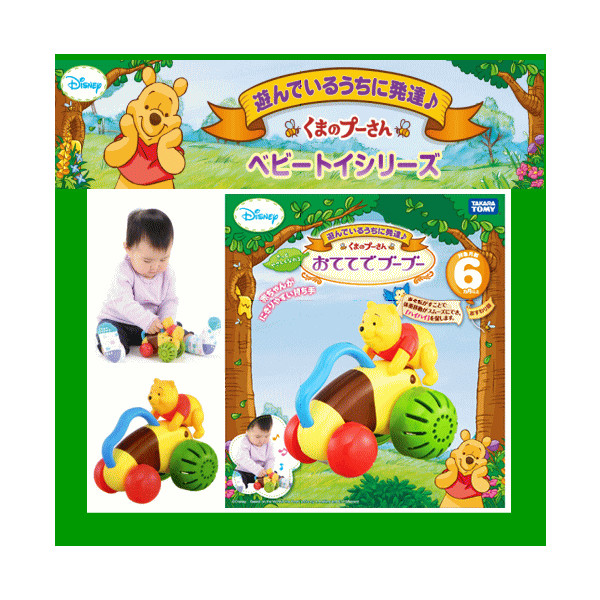 Disney
遊んでいるうちに発達♪
くまのプーさん
ベビートイシリーズ
Disney
TAKARA
TOMY
遊んでいるうちに発達♪
くまのプーさん
おててでブーブー
赤ちゃんが
にぎりやすい持ち手
6